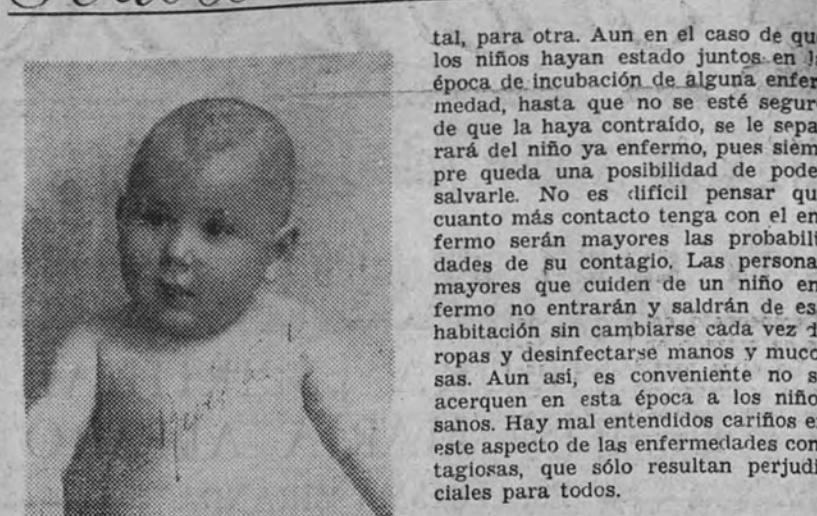 tal, para otra. Aun en el caso de qu
los niños hayan estado juntos en l
época de incubación de alguna enfer
medad, hasta que no se esté segur
de que la haya contraído, se le sepa
rará del niño ya enfermo, pues siem
pre queda una posibilidad de pode
salvarle. No es difícil pensar qu
cuanto más contacto tenga con el en
fermo serán mayores las probabili
dades de su contagio. Las persona
mayores que cuiden de un niño en
fermo no entrarán y saldrán de es
habitación sin cambiarse cada vez d
ropas y desinfectarse manos y muco
sas. Aun así, es conveniente no s
acerquen en esta época a los niño
sanos. Hay mal entendidos cariños e
este aspecto de las enfermedades con
tagiosas, que sólo resultan perjudi
ciales para todos.